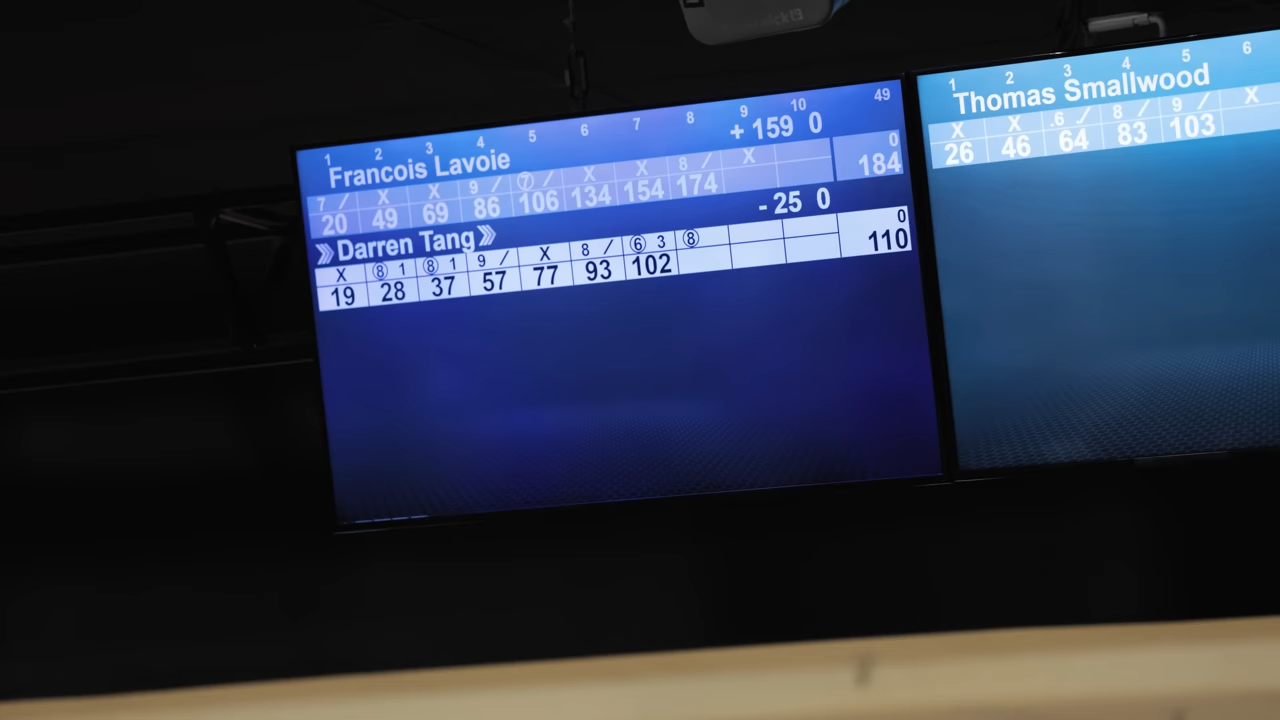 1 2 3 4 5 6 7 8 9 10 49
Francois Lavoie + 159 0
7 / X X 9 / ⑦ / X X 8 / X 0
20 49 69 86 106 134 154 174 184
»Darren Tang» - 25 0
X ⑧ 1 ⑧ 1 9 / X 8 / ⑥ 3 ⑧ 0
19 28 37 57 77 93 102 110
1 2 3 4 5 6
Thomas Smallwood
X X .6 / 8 / 9 / X
26 46 64 83 103